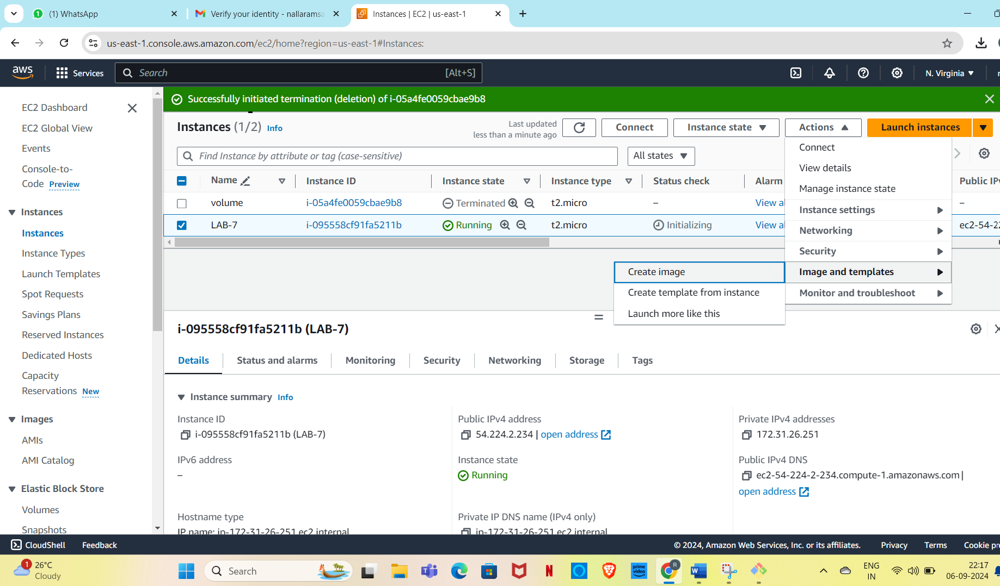 (1) WhatsApp
Verify your identity - nallaramsa
Instances | EC2 | us-east-1
us-east-1.console.aws.amazon.com/ec2/home?region=us-east-1#Instances:
aws
Services
Search
[Alt+S]
N. Virginia
EC2 Dashboard
EC2 Global View
Events
Console-to-
Code Preview
Instances
Instances
Instance Types
Launch Templates
Spot Requests
Savings Plans
Reserved Instances
Dedicated Hosts
Capacity
Reservations New
Images
AMIs
AMI Catalog
Elastic Block Store
Volumes
Snapshots
Successfully initiated termination (deletion) of i-05a4fe0059cbae9b8
Instances (1/2) Info
Last updated
less than a minute ago
Connect
Instance state
Actions
Launch instances
Find Instance by attribute or tag (case-sensitive)
All states
Name Instance ID Instance state Instance type Status check Alarm Public IPv
volume i-05a4fe0059cbae9b8 Terminated t2.micro – View a –
LAB-7 i-095558cf91fa5211b Running t2.micro Initializing View a ec2-54-22
Connect
View details
Manage instance state
Instance settings
Networking
Security
Image and templates
Monitor and troubleshoot
Create image
Create template from instance
Launch more like this
i-095558cf91fa5211b (LAB-7)
Details Status and alarms Monitoring Security Networking Storage Tags
Instance summary Info
Instance ID
i-095558cf91fa5211b (LAB-7)
Public IPv4 address
54.224.2.234 | open address
Private IPv4 addresses
172.31.26.251
IPv6 address
–
Instance state
Running
Public IPv4 DNS
ec2-54-224-2-234.compute-1.amazonaws.com |
open address
Hostname type
IP name: ip-172-31-26-251.ec2.internal
Private IP DNS name (IPv4 only)
ip-172-31-26-251.ec2.internal
CloudShell Feedback
© 2024, Amazon Web Services, Inc. or its affiliates. Privacy Terms Cookie pre
1
26°C
Cloudy
Search
prime
video
R
ENG
IN
22:17
06-09-2024